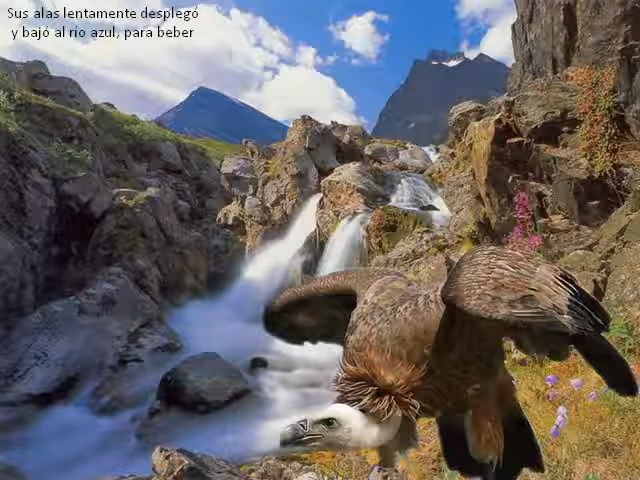 Sus alas lentamente desplegó
y bajó al río azul, para beber